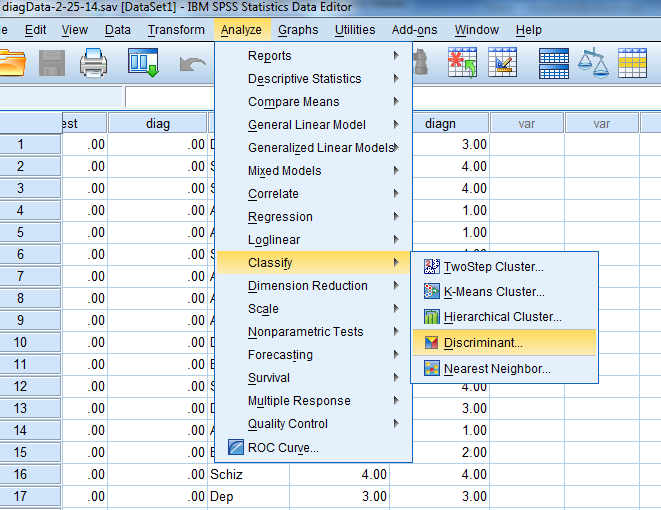 diagData-2-25-14.sav [DataSet1] - IBM SPSS Statistics Data Editor
Edit View Data Transform Analyze Graphs Utilities Add-ons Window Help
diag diagn var var
Reports
Descriptive Statistics
Compare Means
General Linear Model
Generalized Linear Models
Mixed Models
Correlate
Regression
Loglinear
Classify
Dimension Reduction
Scale
Nonparametric Tests
Forecasting
Survival
Multiple Response
Quality Control
ROC Curve...
TwoStep Cluster...
K-Means Cluster...
Hierarchical Cluster...
Discriminant...
Nearest Neighbor...
1 .00 .00 D 3.00
2 .00 .00 S 4.00
3 .00 .00 S 4.00
4 .00 .00 A 1.00
5 .00 .00 A 1.00
6 .00 .00 S
7 .00 .00 A
8 .00 .00 A
9 .00 .00 A
10 .00 .00 D
11 .00 .00 B
12 .00 .00 S 4.00
13 .00 .00 D 3.00
14 .00 .00 A 1.00
15 .00 .00 B 2.00
16 .00 .00 Schiz 4.00 4.00
17 .00 .00 Dep 3.00 3.00